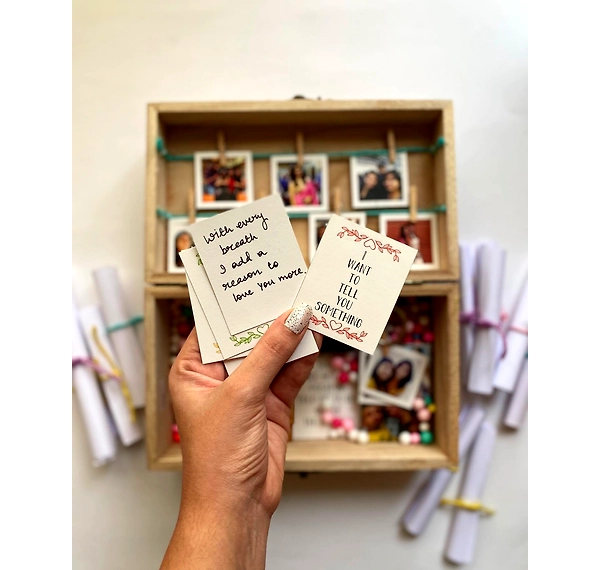 With every
breath
I add a
reason to
love you more.
I
WANT
TO
TELL
YOU
SOMETHING